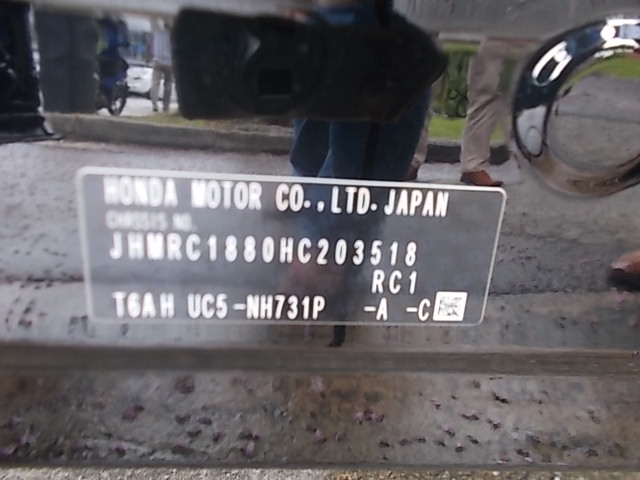 HONDA MOTOR CO.,LTD.JAPAN
CHASSIS NO.
JHMRC1880HC203518
RC1
T6AH UC5-NH731P -A -C